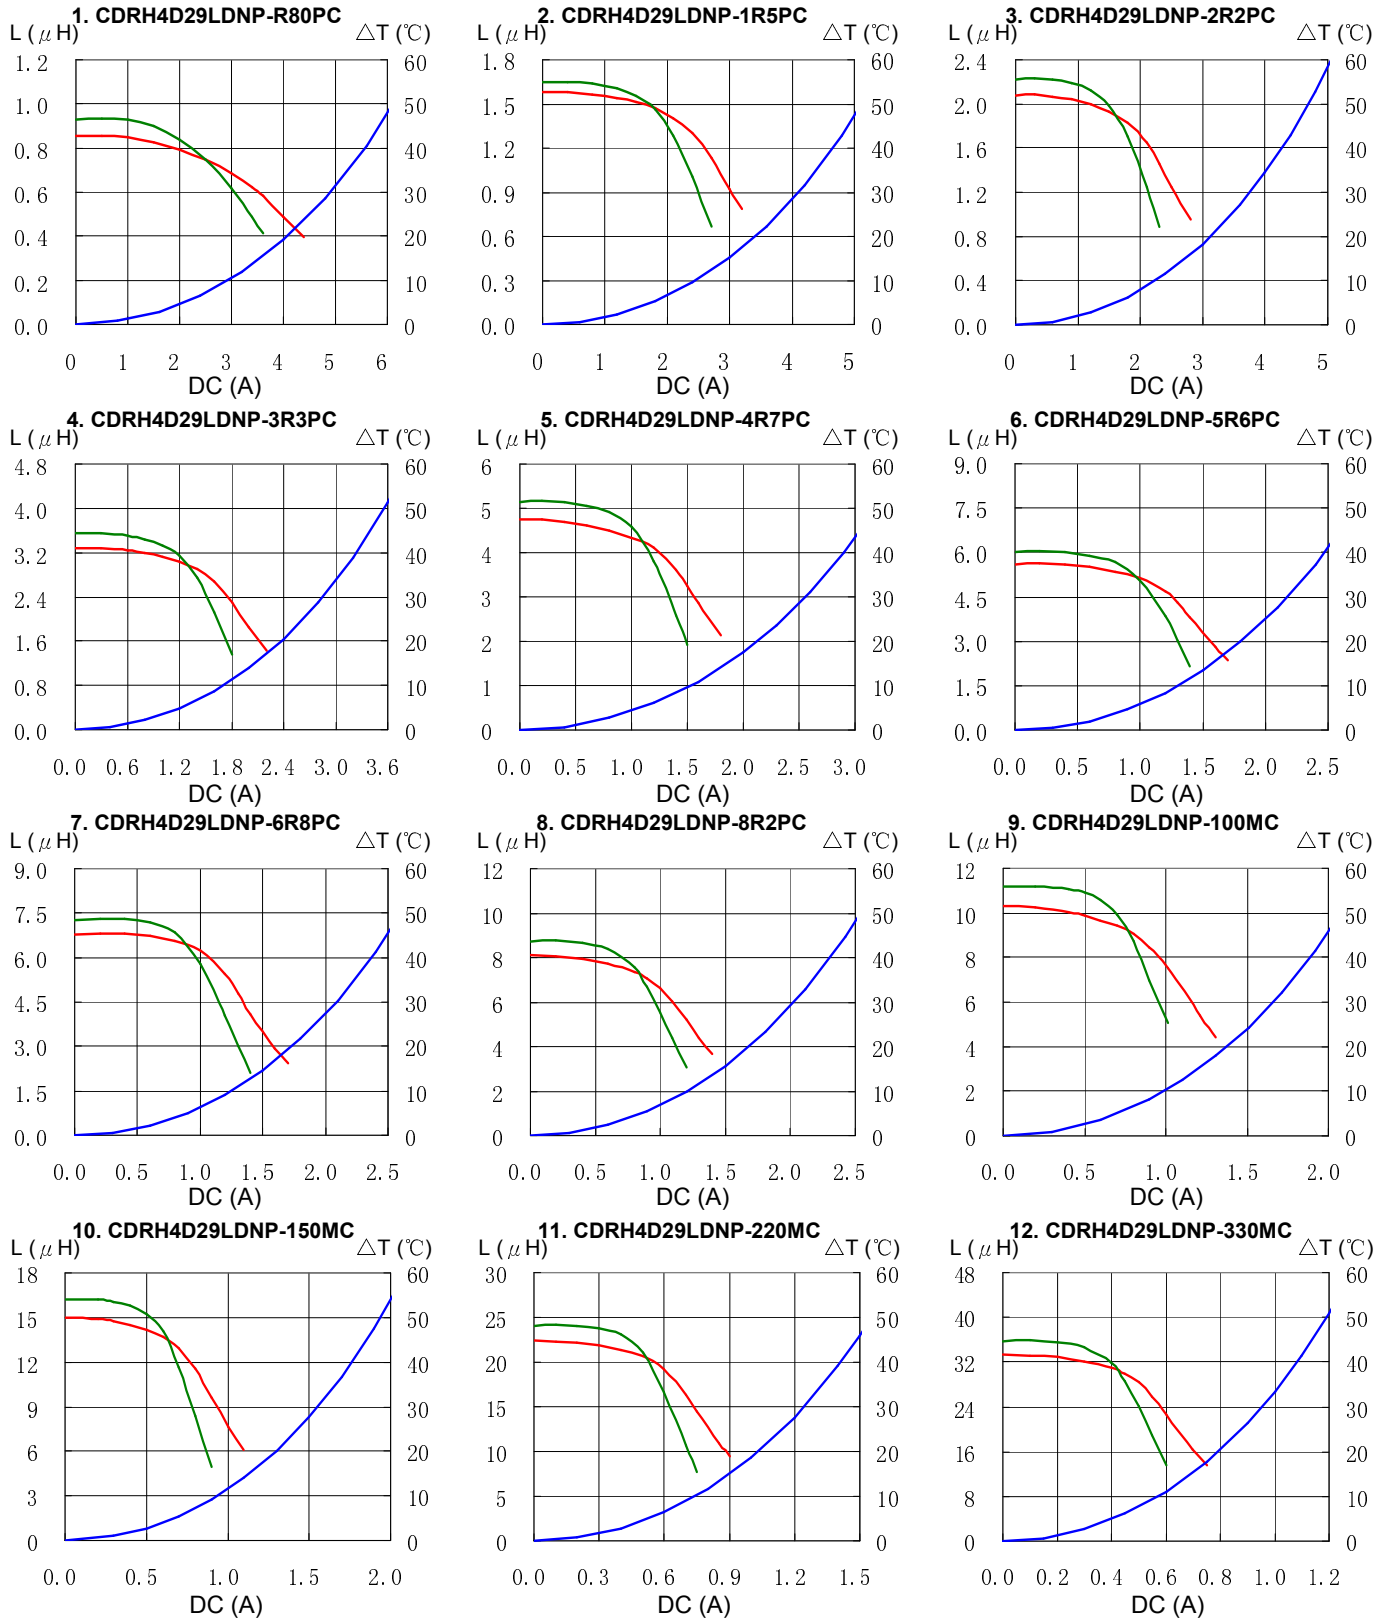 1. CDRH4D29LDNP-R80PC
L (μH) △T (℃)
1.2 60
1.0 50
0.8 40
0.6 30
0.4 20
0.2 10
0.0 0
0 1 2 3 4 5 6
DC (A)
2. CDRH4D29LDNP-1R5PC
L (μH) △T (℃)
1.8 60
1.5 50
1.2 40
0.9 30
0.6 20
0.3 10
0.0 0
0 1 2 3 4 5
DC (A)
3. CDRH4D29LDNP-2R2PC
L (μH) △T (℃)
2.4 60
2.0 50
1.6 40
1.2 30
0.8 20
0.4 10
0.0 0
0 1 2 3 4 5
DC (A)
4. CDRH4D29LDNP-3R3PC
L (μH) △T (℃)
4.8 60
4.0 50
3.2 40
2.4 30
1.6 20
0.8 10
0.0 0
0.0 0.6 1.2 1.8 2.4 3.0 3.6
DC (A)
5. CDRH4D29LDNP-4R7PC
L (μH) △T (℃)
6 60
5 50
4 40
3 30
2 20
1 10
0 0
0.0 0.5 1.0 1.5 2.0 2.5 3.0
DC (A)
6. CDRH4D29LDNP-5R6PC
L (μH) △T (℃)
9.0 60
7.5 50
6.0 40
4.5 30
3.0 20
1.5 10
0.0 0
0.0 0.5 1.0 1.5 2.0 2.5
DC (A)
7. CDRH4D29LDNP-6R8PC
L (μH) △T (℃)
9.0 60
7.5 50
6.0 40
4.5 30
3.0 20
1.5 10
0.0 0
0.0 0.5 1.0 1.5 2.0 2.5
DC (A)
8. CDRH4D29LDNP-8R2PC
L (μH) △T (℃)
12 60
10 50
8 40
6 30
4 20
2 10
0 0
0.0 0.5 1.0 1.5 2.0 2.5
DC (A)
9. CDRH4D29LDNP-100MC
L (μH) △T (℃)
12 60
10 50
8 40
6 30
4 20
2 10
0 0
0.0 0.5 1.0 1.5 2.0
DC (A)
10. CDRH4D29LDNP-150MC
L (μH) △T (℃)
18 60
15 50
12 40
9 30
6 20
3 10
0 0
0.0 0.5 1.0 1.5 2.0
DC (A)
11. CDRH4D29LDNP-220MC
L (μH) △T (℃)
30 60
25 50
20 40
15 30
10 20
5 10
0 0
0.0 0.3 0.6 0.9 1.2 1.5
DC (A)
12. CDRH4D29LDNP-330MC
L (μH) △T (℃)
48 60
40 50
32 40
24 30
16 20
8 10
0 0
0.0 0.2 0.4 0.6 0.8 1.0 1.2
DC (A)